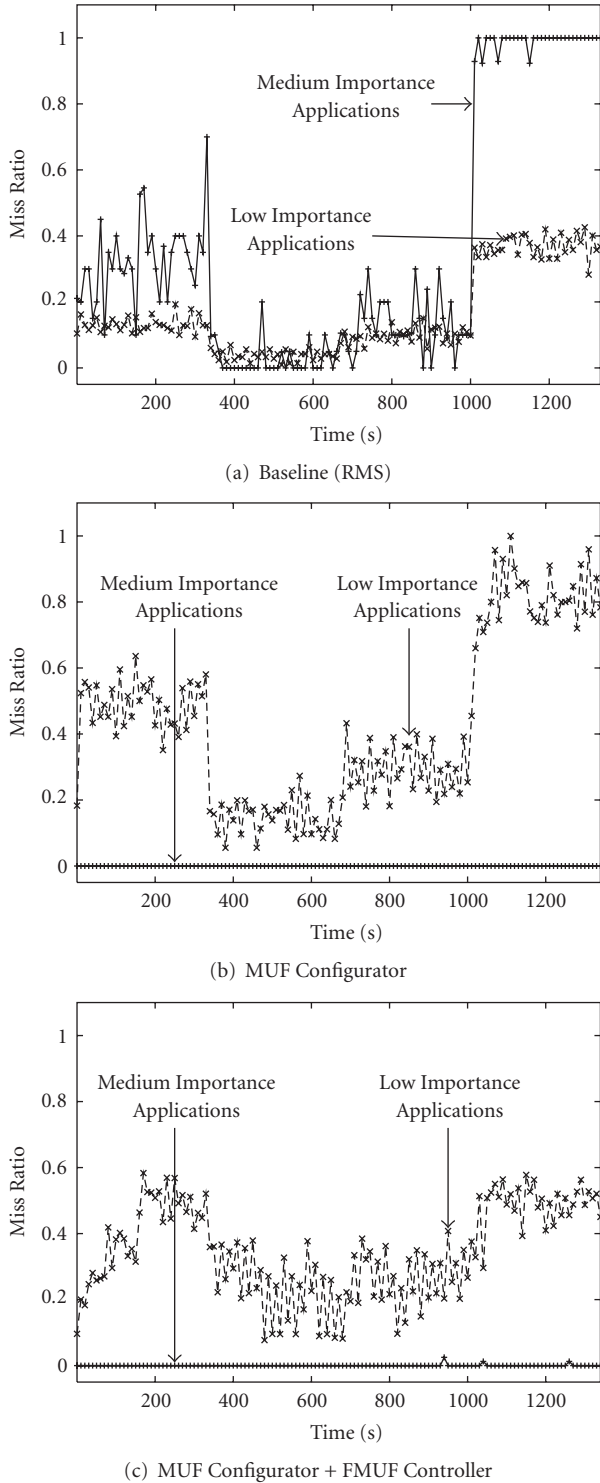 1
Medium Importance
Applications
0.8
0.6
Low Importance
Applications
Miss Ratio
0.4
0.2
0
200 400 600 800 1000 1200
Time (s)
(a) Baseline (RMS)
1
Medium Importance
Applications
Low Importance
Applications
0.8
0.6
Miss Ratio
0.4
0.2
0
200 400 600 800 1000 1200
Time (s)
(b) MUF Configurator
1
Medium Importance
Applications
Low Importance
Applications
0.8
0.6
Miss Ratio
0.4
0.2
0
200 400 600 800 1000 1200
Time (s)
(c) MUF Configurator + FMUF Controller